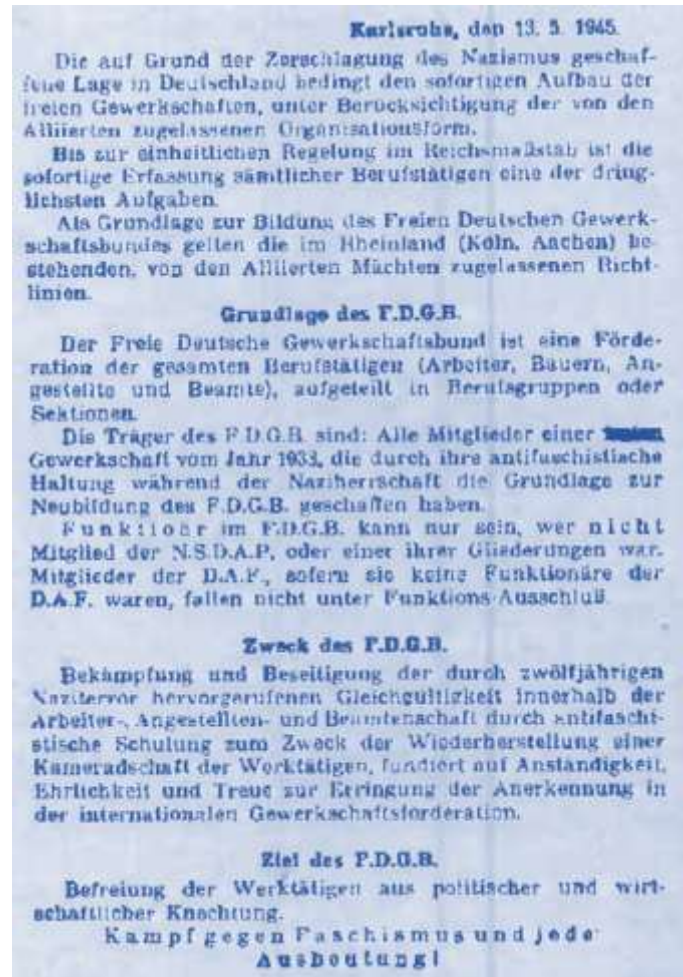 Karlsruhe, den 13. 5. 1945.
Die auf Grund der Zerschlagung des Nazismus geschaf-
fene Lage in Deutschland bedingt den sofortigen Aufbau der
freien Gewerkschaften, unter Berücksichtigung der von den
Alliierten zugelassenen Organisationsform.
Bis zur einheitlichen Regelung im Reichsmaßstab ist die
sofortige Erfassung sämtlicher Berufstätigen eine der dring-
lichsten Aufgaben.
Als Grundlage zur Bildung des Freien Deutschen Gewerk-
schaftsbundes gelten die im Rheinland (Köln, Aachen) be-
stehenden, von den Alliierten Mächten zugelassenen Richt-
linien.
Grundlage des F.D.G.B.
Der Freie Deutsche Gewerkschaftsbund ist eine Förde-
ration der gesamten Berufstätigen (Arbeiter, Bauern, An-
gestellte und Beamte), aufgeteilt in Berufsgruppen oder
Sektionen.
Die Träger des F.D.G.B. sind: Alle Mitglieder einer
Gewerkschaft vom Jahr 1933, die durch ihre antifaschistische
Haltung während der Naziherrschaft die Grundlage zur
Neubildung des F.D.G.B. geschaffen haben.
Funktionär im F.D.G.B. kann nur sein, wer nicht
Mitglied der N.S.D.A.P. oder einer ihrer Gliederungen war.
Mitglieder der D.A.F., sofern sie keine Funktionäre der
D.A.F. waren, fallen nicht unter Funktions-Ausschluß.
Zweck des F.D.G.B.
Bekämpfung und Beseitigung der durch zwölfjährigen
Naziterror hervorgerufenen Gleichgültigkeit innerhalb der
Arbeiter-, Angestellten- und Beamtenschaft durch antifaschi-
stische Schulung zum Zweck der Wiederherstellung einer
Kameradschaft der Werktätigen, fundiert auf Anständigkeit,
Ehrlichkeit und Treue zur Erringung der Anerkennung in
der internationalen Gewerkschaftsförderation.
Ziel des F.D.G.B.
Befreiung der Werktätigen aus politischer und wirt-
schaftlicher Knechtung.
Kampf gegen Faschismus und jede
Ausbeutung!